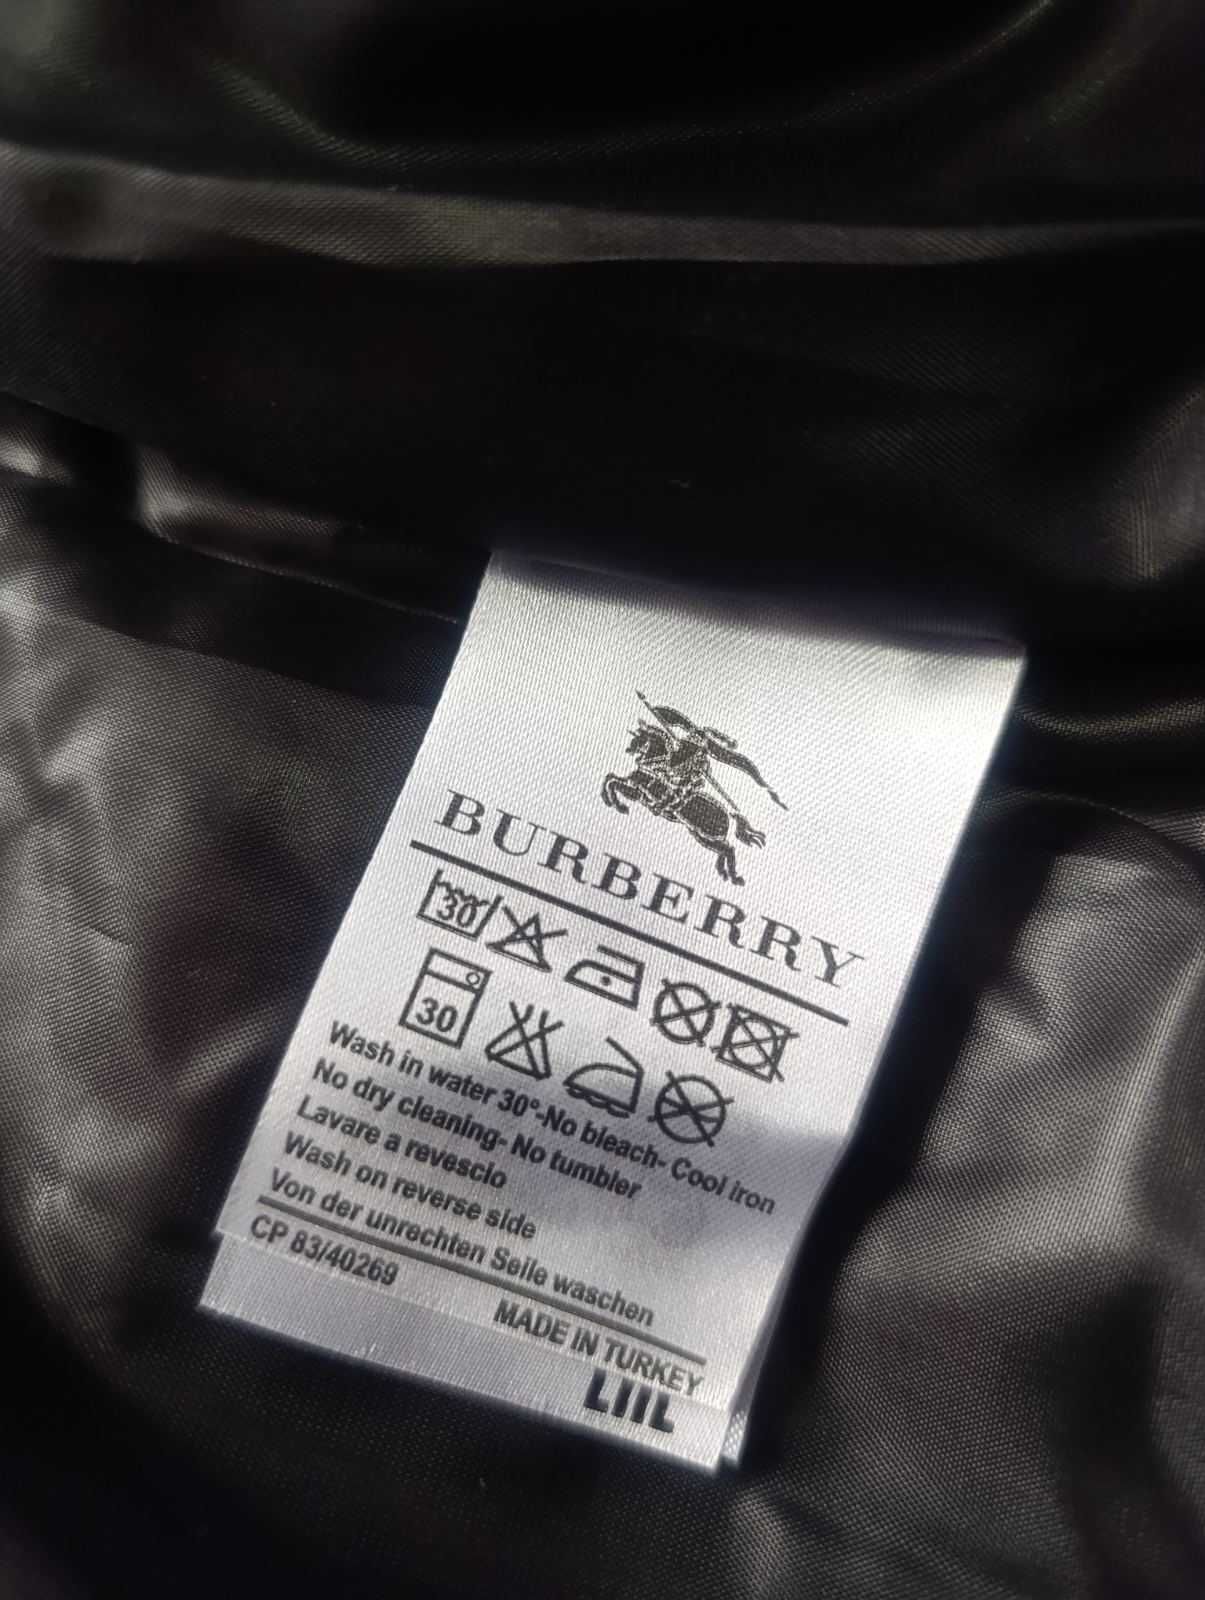 BURBERRY
30
30
Wash in water 30°-No bleach- Cool iron
No dry cleaning- No tumbler
Lavare a revesclo
Wash on reverse side
Von der unrechten Seile waschen
CP 83/40269
MADE IN TURKEY